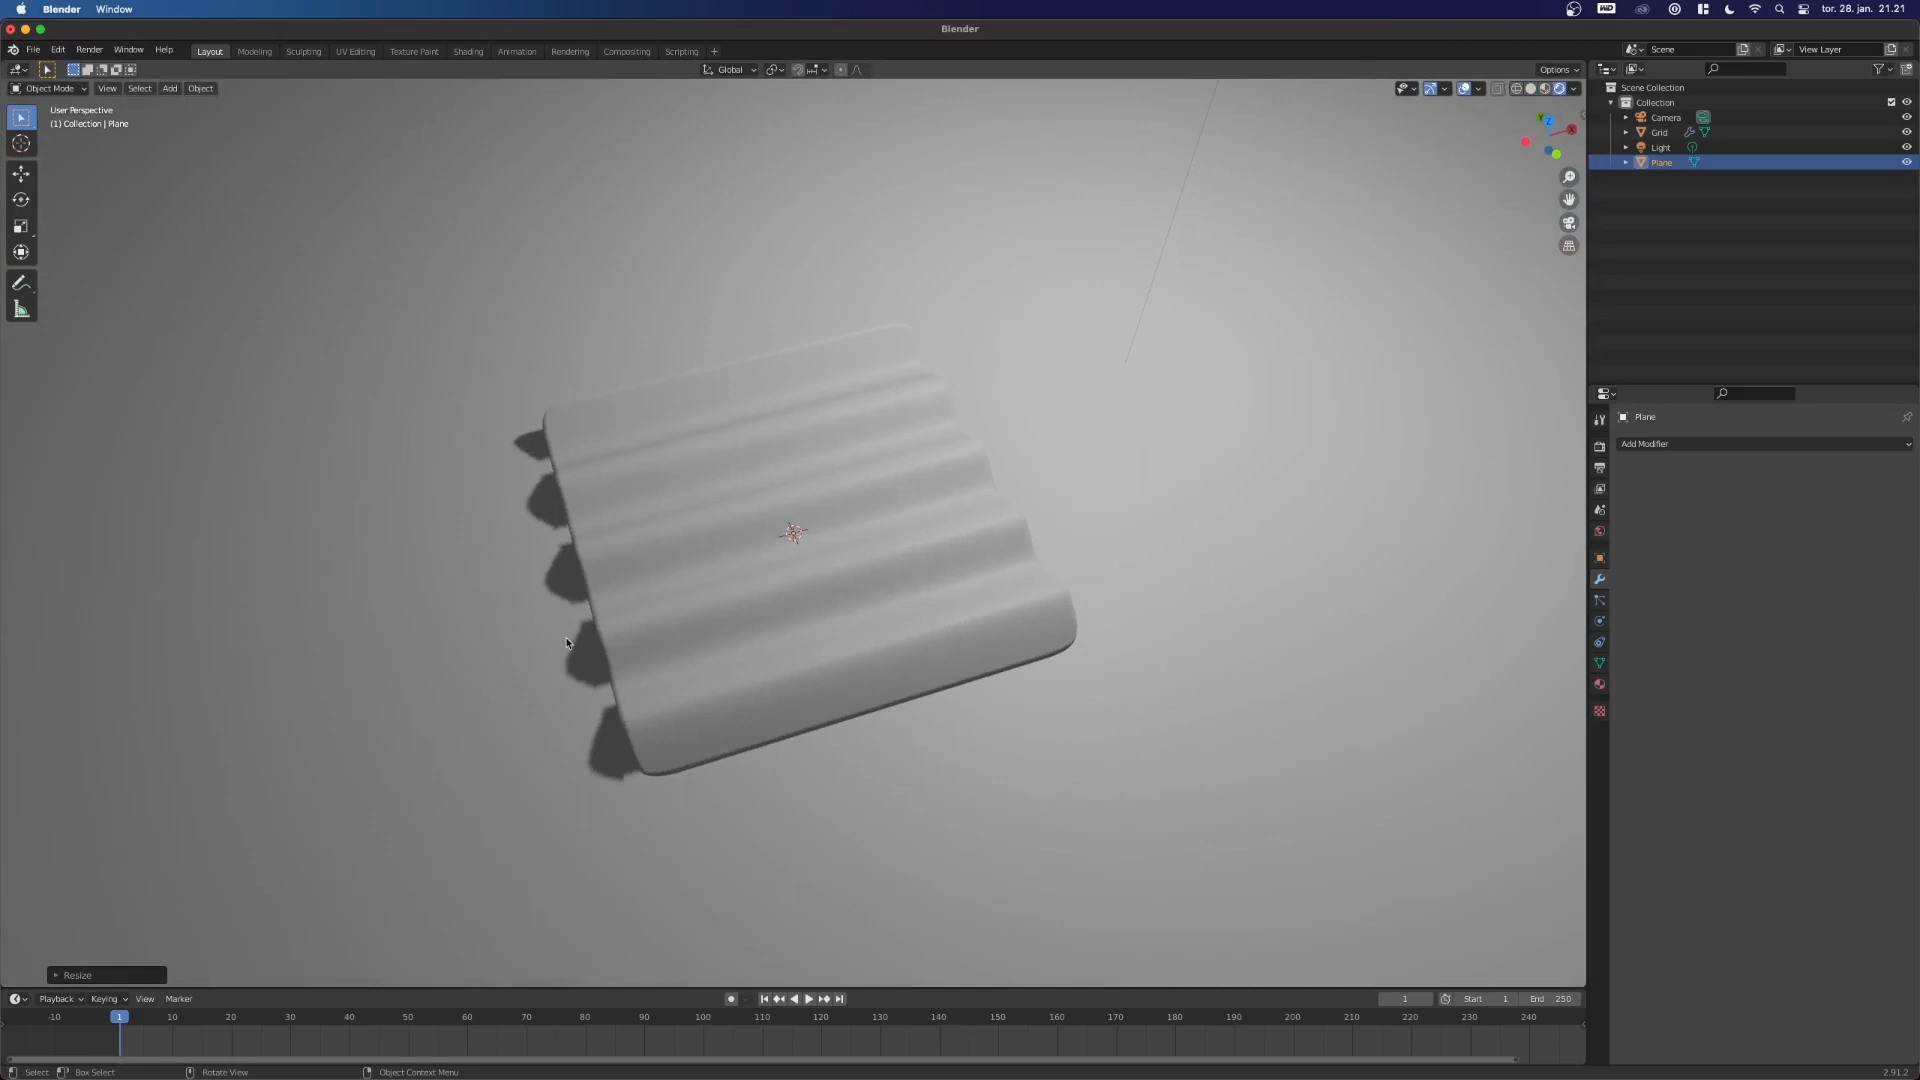 Blender Window WD tor. 28. jan. 21.21
Blender
File Edit Render Window Help Layout Modeling Sculpting UV Editing Texture Paint Shading Animation Rendering Compositing Scripting + Scene View Layer
Global Options
Object Mode View Select Add Object
User Perspective
(1) Collection | Plane
Y Z X
Scene Collection
Collection
Camera
Grid
Light
Plane
Plane
Add Modifier
Resize
Playback Keying View Marker 1 Start 1 End 250
-10 1 10 20 30 40 50 60 70 80 90 100 110 120 130 140 150 160 170 180 190 200 210 220 230 240
Select Box Select Rotate View Object Context Menu 2.91.2